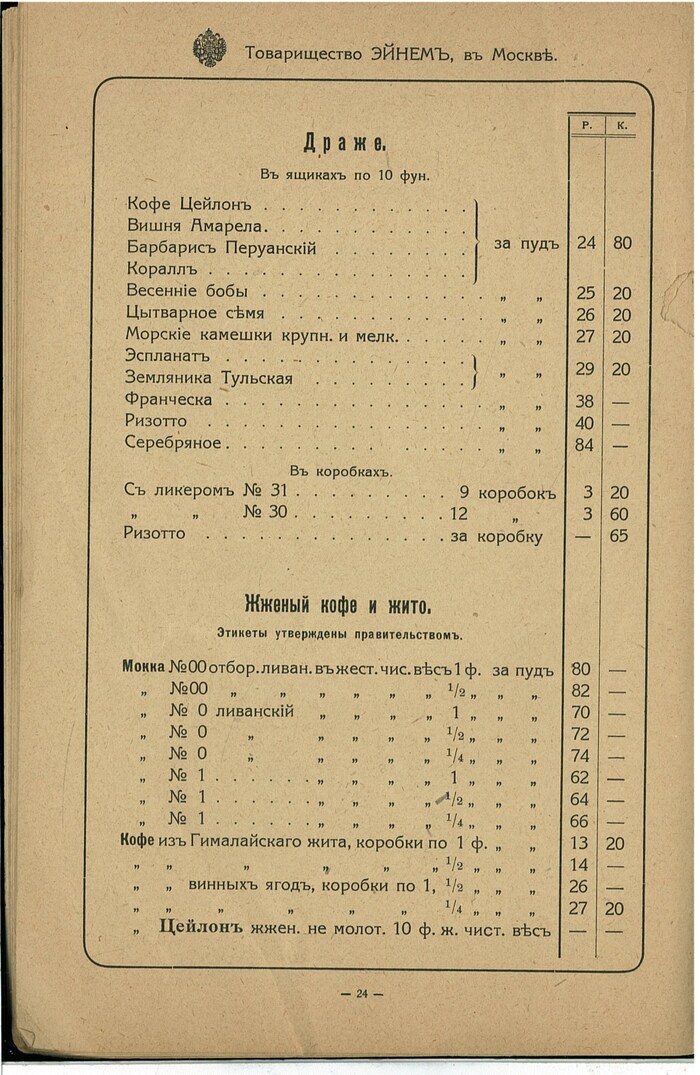 Товарищество ЭЙНЕМЪ, въ Москвѣ.
Р. К.
Драже.
Въ ящикахъ по 10 фун.
Кофе Цейлонъ . . . . . . . . . . . .
Вишня Амарела. . . . . . . . . . . .
Барбарисъ Перуанскій . . . . . . . . за пудъ 24 80
Кораллъ . . . . . . . . . . . . . . .
Весенніе бобы . . . . . . . . . . . . „ „ 25 20
Цытварное сѣмя . . . . . . . . . . . „ „ 26 20
Морскіе камешки крупн. и мелк. . . . . . „ „ 27 20
Эспланатъ . . . . . . . . . . . . . .
Земляника Тульская . . . . . . . . . „ „ 29 20
Франческа . . . . . . . . . . . . . . „ „ 38 —
Ризотто . . . . . . . . . . . . . . . „ „ 40 —
Серебряное . . . . . . . . . . . . . . „ „ 84 —
Въ коробкахъ.
Съ ликеромъ № 31 . . . . . . . . . 9 коробокъ 3 20
„ „ № 30 . . . . . . . . . 12 „ 3 60
Ризотто . . . . . . . . . . . . . . за коробку — 65
Жженый кофе и жито.
Этикеты утверждены правительствомъ.
Мокка №00 отбор. ливан. въ жест. чис. вѣсъ 1 ф. за пудъ 80 —
„ №00 „ „ „ „ „ 1/2 „ „ „ 82 —
„ № 0 ливанскій „ „ „ „ 1 „ „ „ 70 —
„ № 0 „ „ „ „ „ 1/2 „ „ „ 72 —
„ № 0 „ „ „ „ „ 1/4 „ „ „ 74 —
„ № 1 . . . . . . „ „ „ „ 1 „ „ „ 62 —
„ № 1 . . . . . . „ „ „ „ 1/2 „ „ „ 64 —
„ № 1 . . . . . . „ „ „ „ 1/4 „ „ „ 66 —
Кофе изъ Гималайскаго жита, коробки по 1 ф. „ „ 13 20
„ „ „ „ „ „ 1/2 „ „ „ 14 —
„ „ винныхъ ягодъ, коробки по 1, 1/2 „ „ „ 26 —
„ „ „ „ „ „ 1/4 „ „ „ 27 20
„ Цейлонъ жжен. не молот. 10 ф. ж. чист. вѣсъ — —
— 24 —